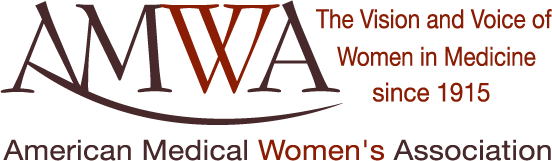 AMWA
The Vision and Voice of
Women in Medicine
since 1915
American Medical Women's Association